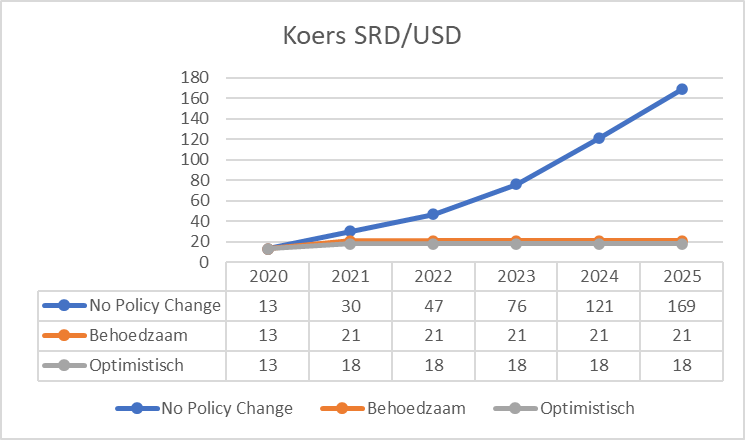 Koers SRD/USD
180
160
140
120
100
80
60
40
20
0
2020 2021 2022 2023 2024 2025
No Policy Change 13 30 47 76 121 169
Behoedzaam 13 21 21 21 21 21
Optimistisch 13 18 18 18 18 18
No Policy Change Behoedzaam Optimistisch